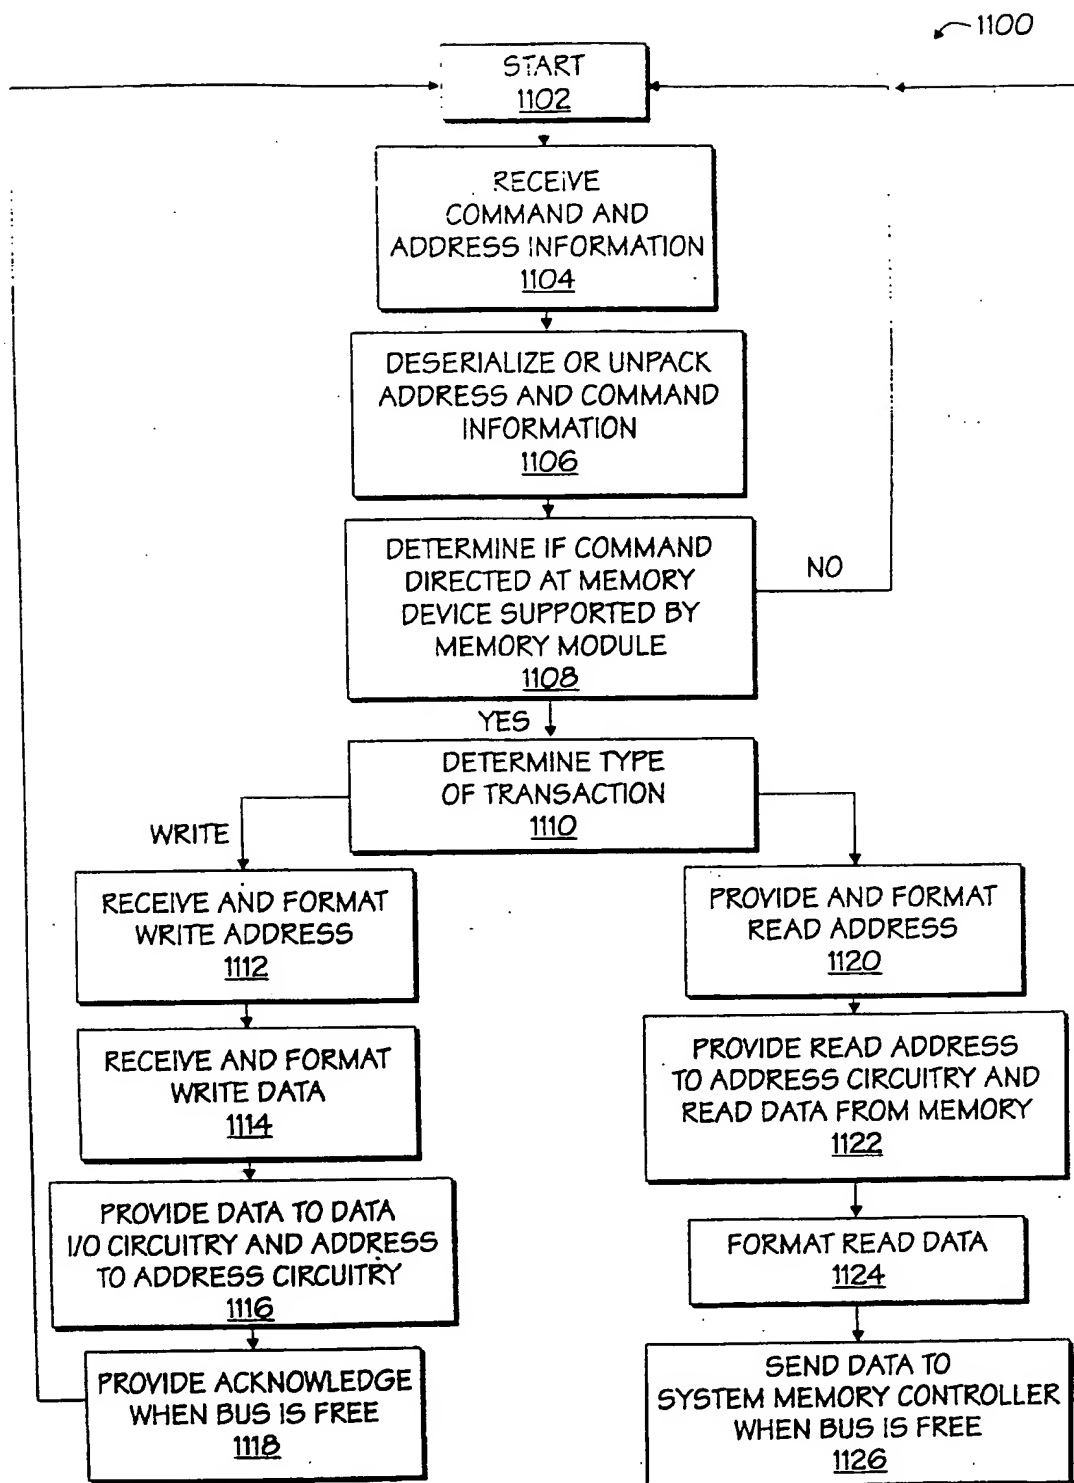 1100
START
1102
RECEIVE
COMMAND AND
ADDRESS INFORMATION
1104
DESERIALIZE OR UNPACK
ADDRESS AND COMMAND
INFORMATION
1106
DETERMINE IF COMMAND
DIRECTED AT MEMORY
DEVICE SUPPORTED BY
MEMORY MODULE
1108
NO
YES
DETERMINE TYPE
OF TRANSACTION
1110
WRITE
RECEIVE AND FORMAT
WRITE ADDRESS
1112
RECEIVE AND FORMAT
WRITE DATA
1114
PROVIDE DATA TO DATA
I/O CIRCUITRY AND ADDRESS
TO ADDRESS CIRCUITRY
1116
PROVIDE ACKNOWLEDGE
WHEN BUS IS FREE
1118
PROVIDE AND FORMAT
READ ADDRESS
1120
PROVIDE READ ADDRESS
TO ADDRESS CIRCUITRY AND
READ DATA FROM MEMORY
1122
FORMAT READ DATA
1124
SEND DATA TO
SYSTEM MEMORY CONTROLLER
WHEN BUS IS FREE
1126